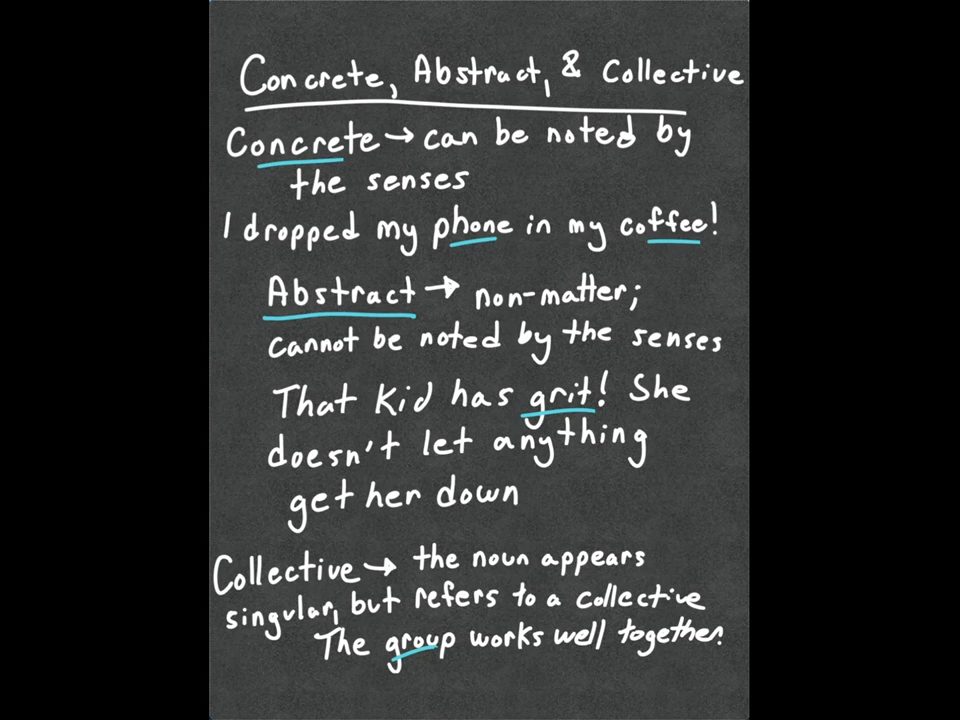 Concrete, Abstract, & Collective
Concrete → can be noted by
the senses
I dropped my phone in my coffee!
Abstract → non-matter;
cannot be noted by the senses
That kid has grit! She
doesn't let anything
get her down
Collective → the noun appears
singular, but refers to a collective
The group works well together.